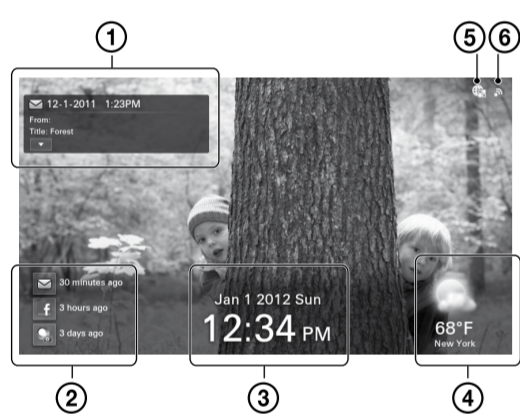 1
5 6
12-1-2011 1:23PM
From:
Title: Forest
30 minutes ago
f 3 hours ago
3 days ago
Jan 1 2012 Sun
12:34 PM
68°F
New York
2 3 4